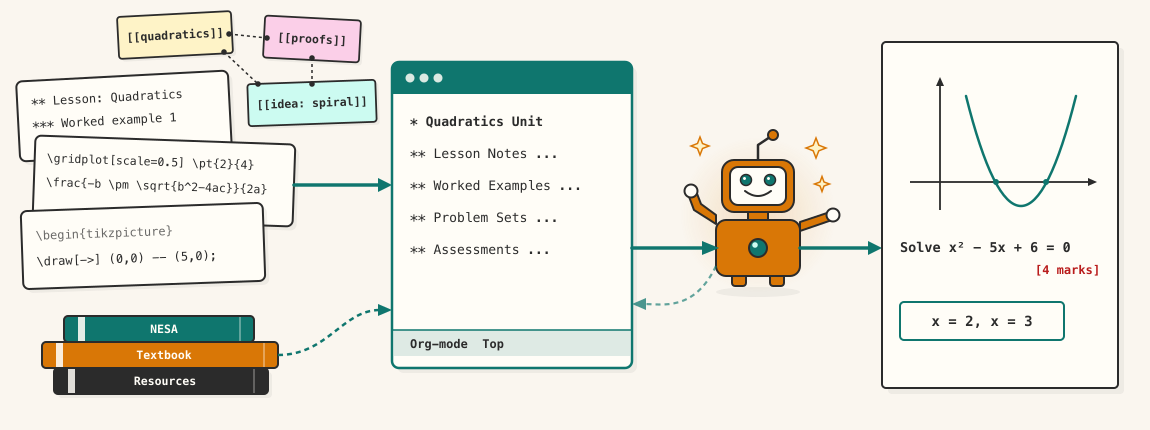 [[quadratics]]
[[proofs]]
[[idea: spiral]]
** Lesson: Quadratics
*** Worked example 1
\gridplot[scale=0.5] \pt{2}{4}
\frac{-b \pm \sqrt{b^2-4ac}}{2a}
\begin{tikzpicture}
\draw[->] (0,0) -- (5,0);
NESA
Textbook
Resources
* Quadratics Unit
** Lesson Notes ...
** Worked Examples ...
** Problem Sets ...
** Assessments ...
Org-mode Top
Solve x² − 5x + 6 = 0
[4 marks]
x = 2, x = 3